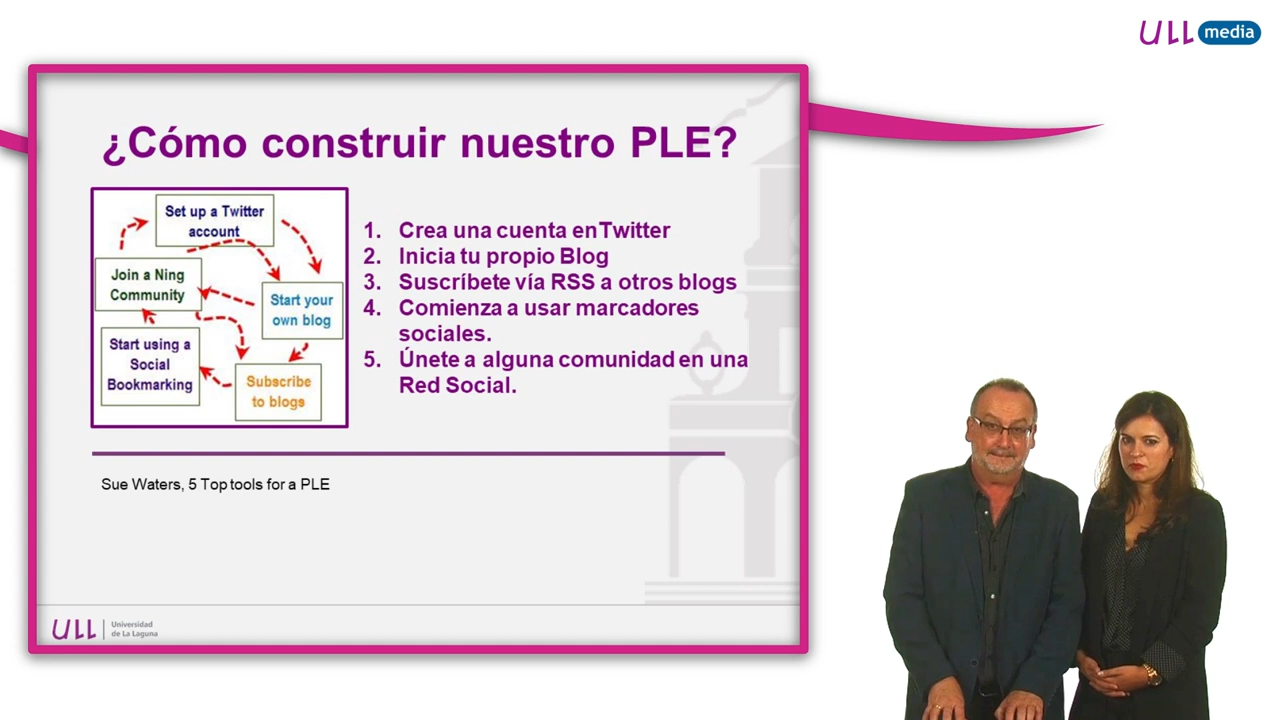 ULL media
¿Cómo construir nuestro PLE?
Set up a Twitter
account
Join a Ning
Community
Start your
own blog
Start using a
Social
Bookmarking
Subscribe
to blogs
1. Crea una cuenta enTwitter
2. Inicia tu propio Blog
3. Suscríbete vía RSS a otros blogs
4. Comienza a usar marcadores
sociales.
5. Únete a alguna comunidad en una
Red Social.
Sue Waters, 5 Top tools for a PLE
ULL
Universidad
de La Laguna